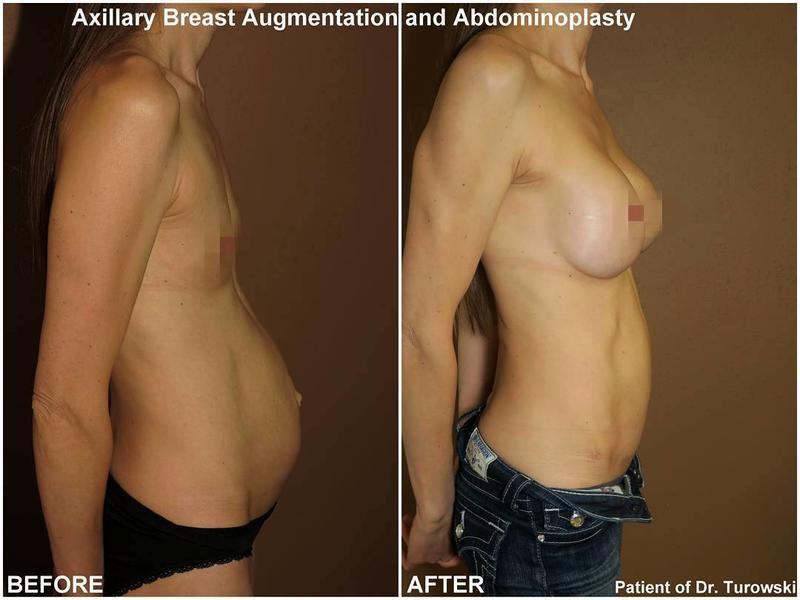 Axillary Breast Augmentation and Abdominoplasty
BEFORE
AFTER
Patient of Dr. Turowski